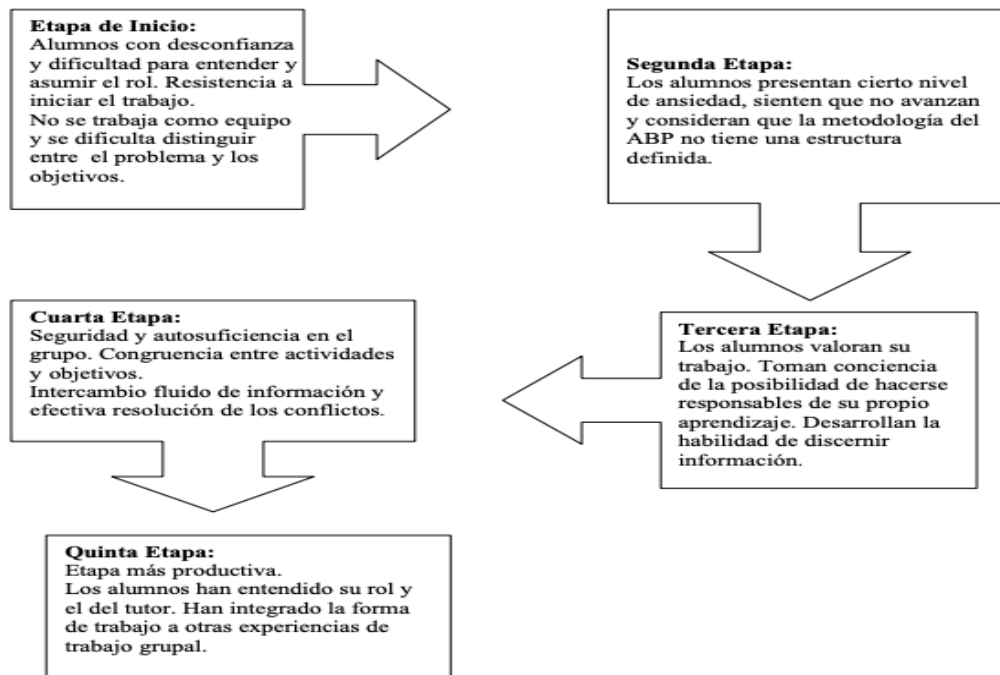 Etapa de Inicio:
Alumnos con desconfianza
y dificultad para entender y
asumir el rol. Resistencia a
iniciar el trabajo.
No se trabaja como equipo
y se dificulta distinguir
entre el problema y los
objetivos.
Segunda Etapa:
Los alumnos presentan cierto nivel
de ansiedad, sienten que no avanzan
y consideran que la metodología del
ABP no tiene una estructura
definida.
Tercera Etapa:
Los alumnos valoran su
trabajo. Toman conciencia
de la posibilidad de hacerse
responsables de su propio
aprendizaje. Desarrollan la
habilidad de discernir
información.
Cuarta Etapa:
Seguridad y autosuficiencia en el
grupo. Congruencia entre actividades
y objetivos.
Intercambio fluido de información y
efectiva resolución de los conflictos.
Quinta Etapa:
Etapa más productiva.
Los alumnos han entendido su rol y
el del tutor. Han integrado la forma
de trabajo a otras experiencias de
trabajo grupal.